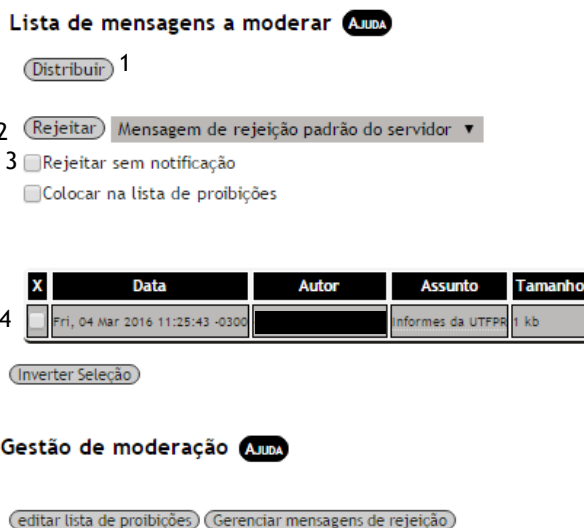 Lista de mensagens a moderar AJUDA
Distribuir 1
2 Rejeitar Mensagem de rejeição padrão do servidor ▼
3 Rejeitar sem notificação
Colocar na lista de proibições
X Data Autor Assunto Tamanho
4 Fri, 04 Mar 2016 11:25:43 -0300 Informes da UTFPR 1 kb
Inverter Seleção
Gestão de moderação AJUDA
editar lista de proibições Gerenciar mensagens de rejeição